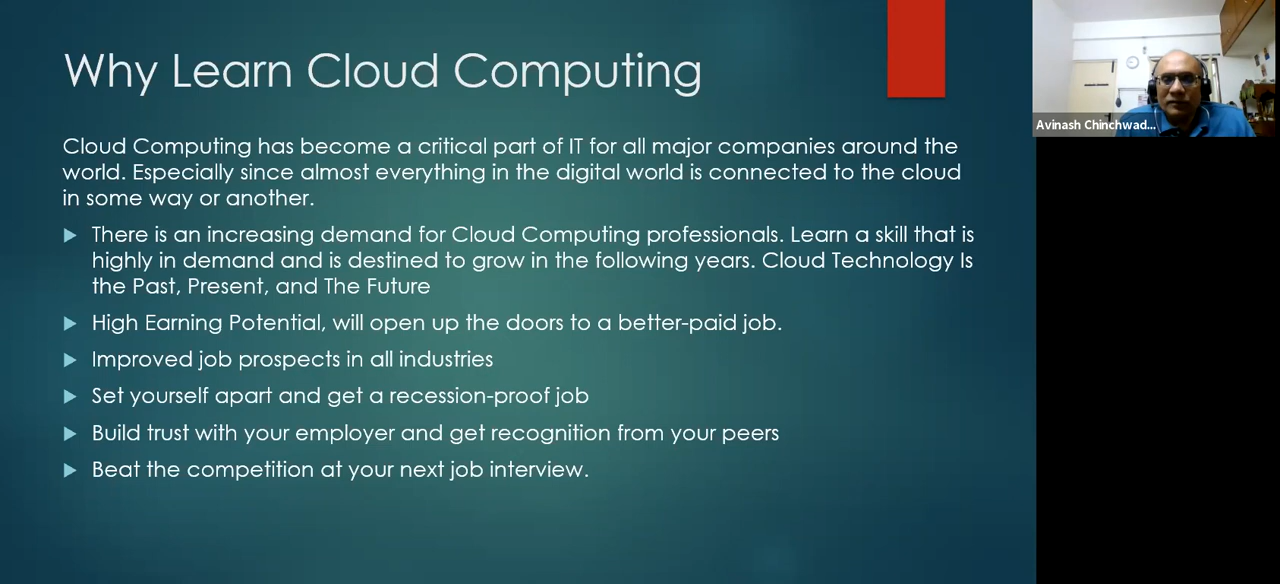 Why Learn Cloud Computing
Cloud Computing has become a critical part of IT for all major companies around the
world. Especially since almost everything in the digital world is connected to the cloud
in some way or another.
There is an increasing demand for Cloud Computing professionals. Learn a skill that is
highly in demand and is destined to grow in the following years. Cloud Technology Is
the Past, Present, and The Future
High Earning Potential, will open up the doors to a better-paid job.
Improved job prospects in all industries
Set yourself apart and get a recession-proof job
Build trust with your employer and get recognition from your peers
Beat the competition at your next job interview.
Avinash Chinchwad...